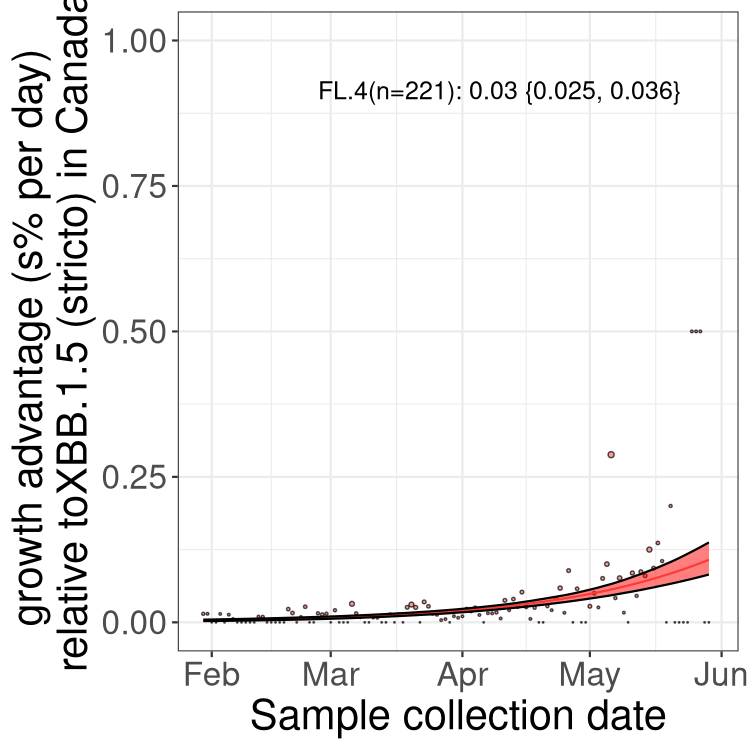 growth advantage (s% per day)
relative toXBB.1.5 (stricto) in Canada
1.00
0.75
0.50
0.25
0.00
FL.4(n=221): 0.03 {0.025, 0.036}
Feb Mar Apr May Jun
Sample collection date